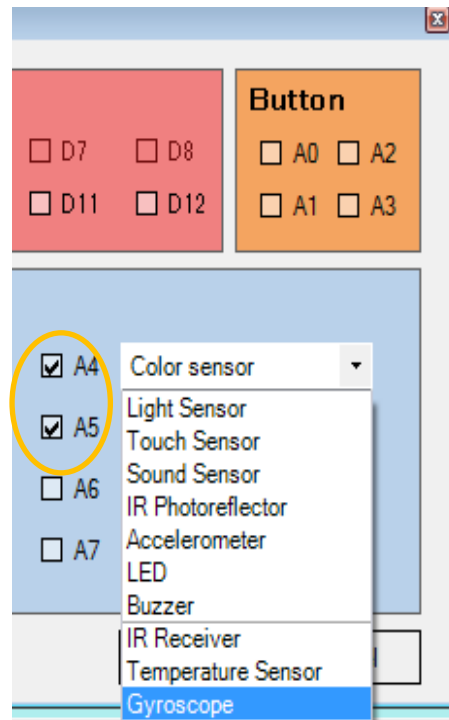 Button
D7 D8 A0 A2
D11 D12 A1 A3
A4 Color sensor
Light Sensor
A5 Touch Sensor
Sound Sensor
A6 IR Photoreflector
Accelerometer
A7
LED
Buzzer
IR Receiver
Temperature Sensor
Gyroscope